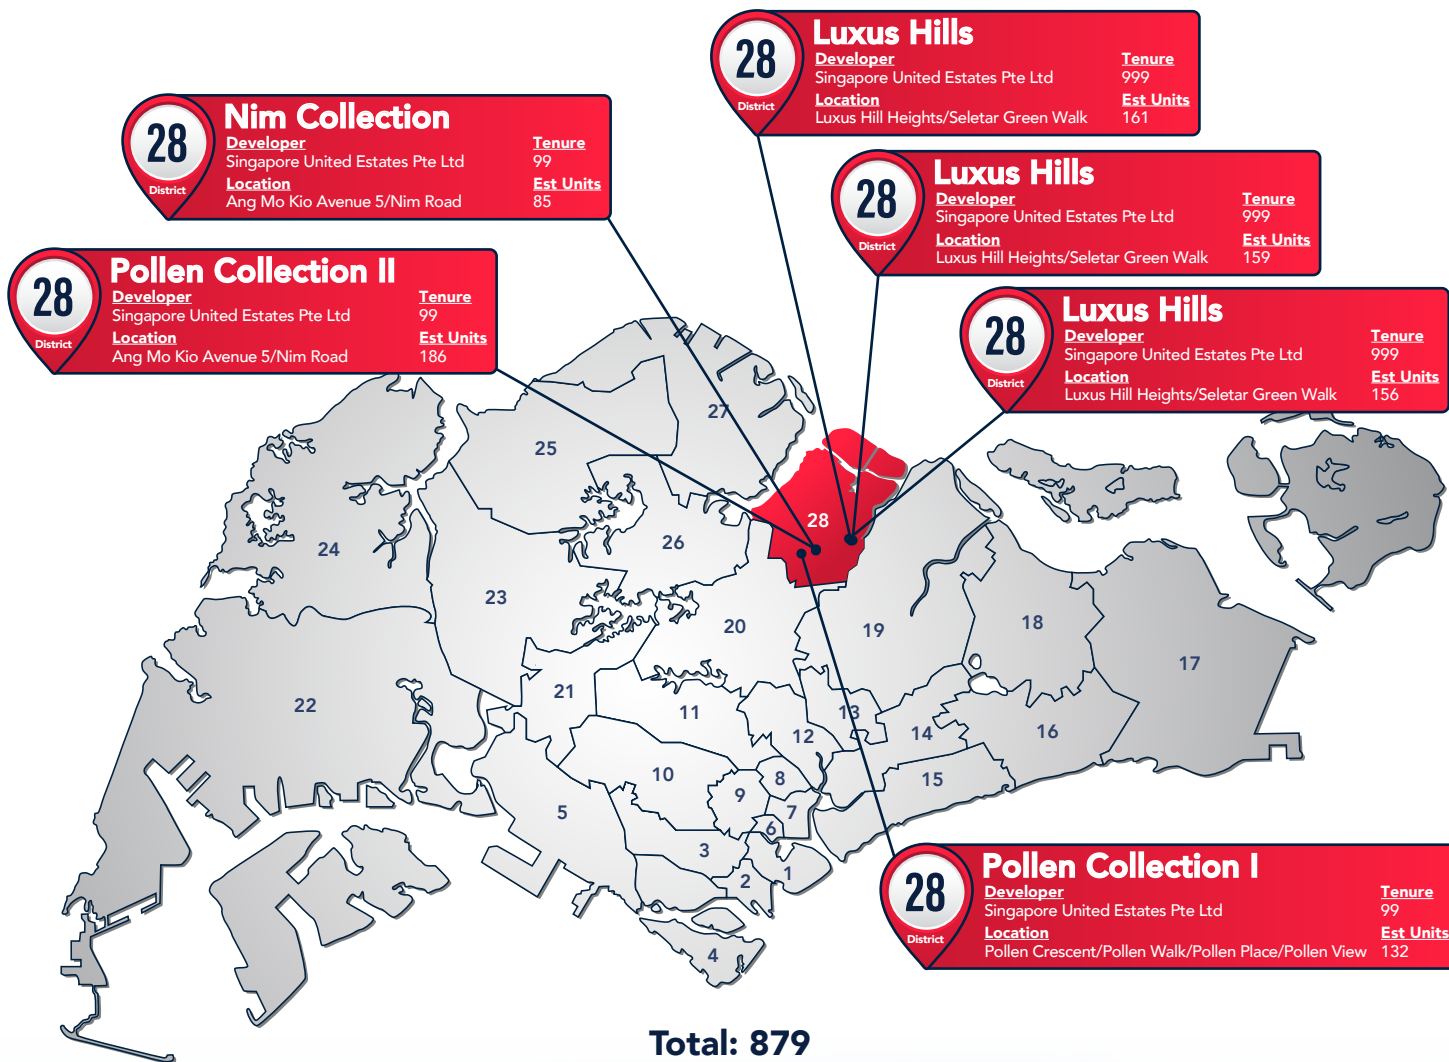 28
District
Luxus Hills
Developer Tenure
Singapore United Estates Pte Ltd 999
Location Est Units
Luxus Hill Heights/Seletar Green Walk 161
28
District
Nim Collection
Developer Tenure
Singapore United Estates Pte Ltd 99
Location Est Units
Ang Mo Kio Avenue 5/Nim Road 85
28
District
Luxus Hills
Developer Tenure
Singapore United Estates Pte Ltd 999
Location Est Units
Luxus Hill Heights/Seletar Green Walk 159
28
District
Pollen Collection II
Developer Tenure
Singapore United Estates Pte Ltd 99
Location Est Units
Ang Mo Kio Avenue 5/Nim Road 186
28
District
Luxus Hills
Developer Tenure
Singapore United Estates Pte Ltd 999
Location Est Units
Luxus Hill Heights/Seletar Green Walk 156
27
25
28
24
26
23
20
19
18
17
21
22
11
13
12
14
16
10
8
15
9
7
5
6
3
1
2
4
28
District
Pollen Collection I
Developer Tenure
Singapore United Estates Pte Ltd 99
Location Est Units
Pollen Crescent/Pollen Walk/Pollen Place/Pollen View 132
Total: 879